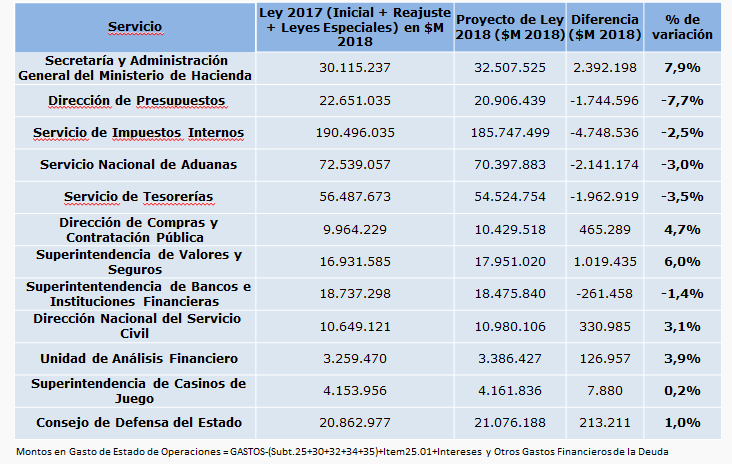 Servicio
Ley 2017 (Inicial + Reajuste
+ Leyes Especiales) en $M
2018
Proyecto de Ley
2018 ($M 2018)
Diferencia
($M 2018)
% de
variación
Secretaría y Administración
General del Ministerio de Hacienda
30.115.237
32.507.525
2.392.198
7,9%
Dirección de Presupuestos
22.651.035
20.906.439
-1.744.596
-7,7%
Servicio de Impuestos Internos
190.496.035
185.747.499
-4.748.536
-2,5%
Servicio Nacional de Aduanas
72.539.057
70.397.883
-2.141.174
-3,0%
Servicio de Tesorerías
56.487.673
54.524.754
-1.962.919
-3,5%
Dirección de Compras y
Contratación Pública
9.964.229
10.429.518
465.289
4,7%
Superintendencia de Valores y
Seguros
16.931.585
17.951.020
1.019.435
6,0%
Superintentendencia de Bancos e
Instituciones Financieras
18.737.298
18.475.840
-261.458
-1,4%
Dirección Nacional del Servicio
Civil
10.649.121
10.980.106
330.985
3,1%
Unidad de Análisis Financiero
3.259.470
3.386.427
126.957
3,9%
Superintendencia de Casinos de
Juego
4.153.956
4.161.836
7.880
0,2%
Consejo de Defensa del Estado
20.862.977
21.076.188
213.211
1,0%
Montos en Gasto de Estado de Operaciones = GASTOS-(Subt.25+30+32+34+35)+Item25.01+Intereses y Otros Gastos Financieros de la Deuda